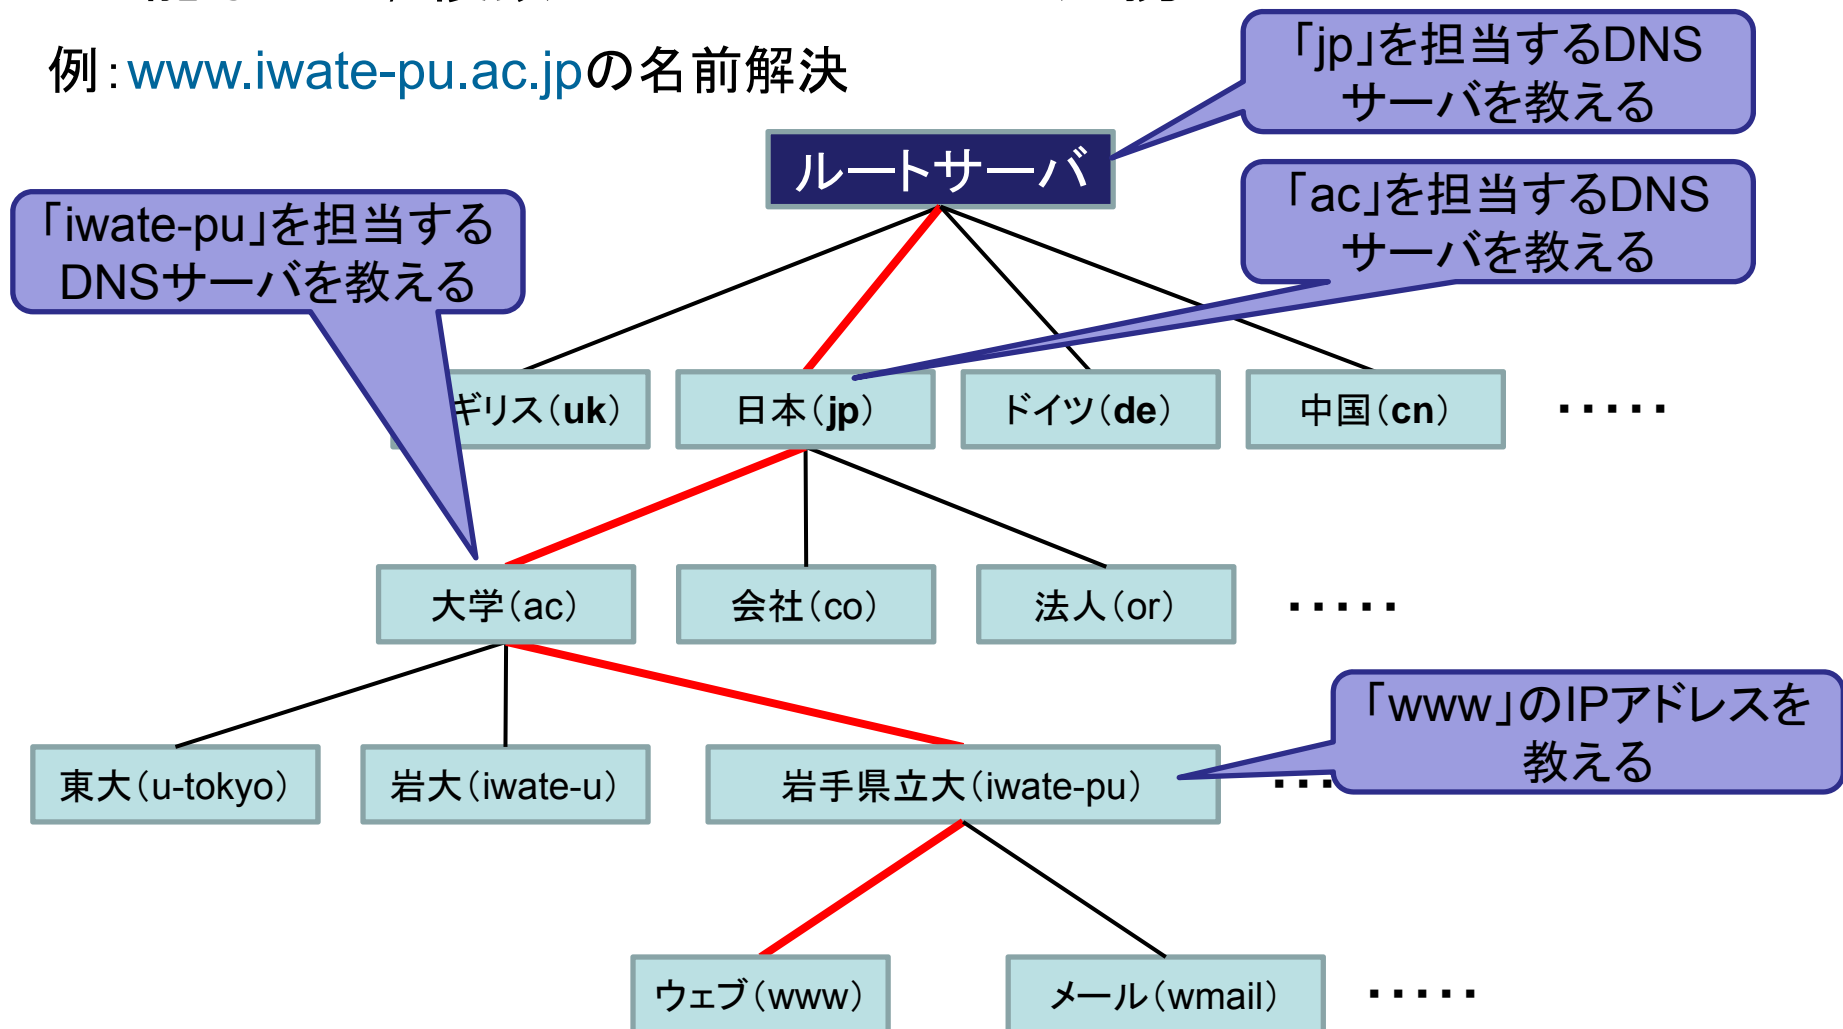 例：www.iwate-pu.ac.jpの名前解決
「jp」を担当するDNS
サーバを教える
ルートサーバ
「ac」を担当するDNS
サーバを教える
「iwate-pu」を担当する
DNSサーバを教える
ギリス（uk）
日本（jp）
ドイツ（de）
中国（cn）
・・・・・
大学（ac）
会社（co）
法人（or）
・・・・・
「www」のIPアドレスを
教える
東大（u-tokyo）
岩大（iwate-u）
岩手県立大（iwate-pu）
・・・
ウェブ（www）
メール（wmail）
・・・・・